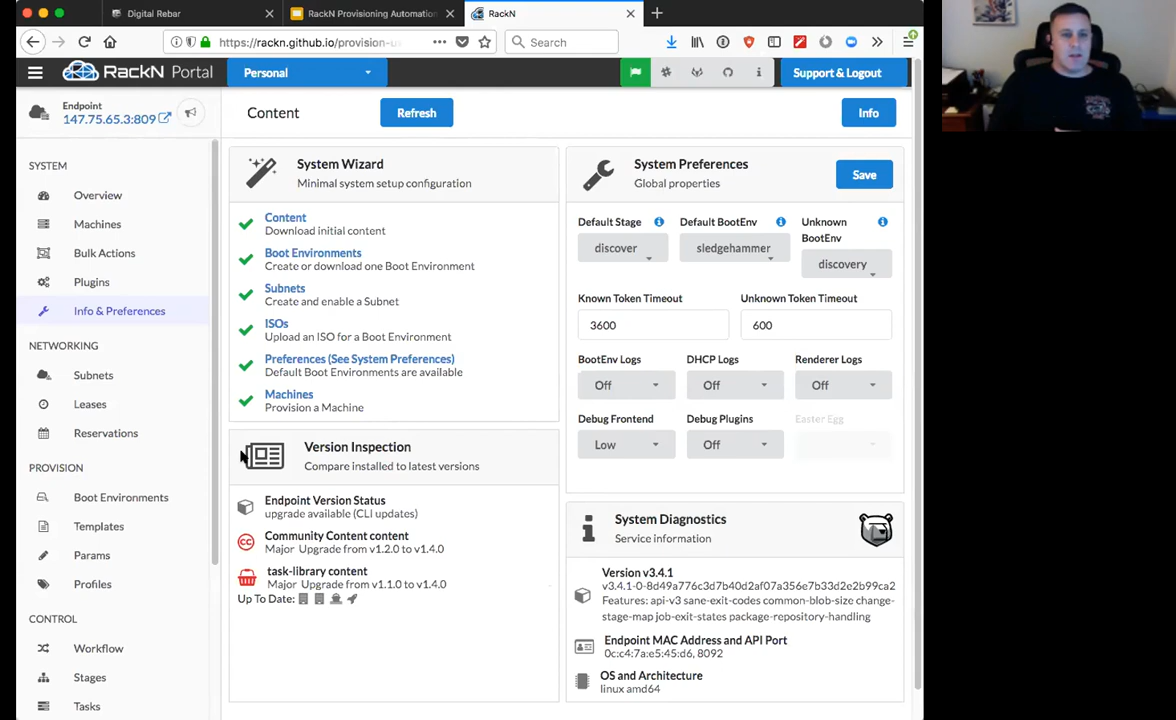 Digital Rebar
RackN Provisioning Automation
RackN
https://rackn.github.io/provision-u
Search
RackN Portal
Personal
Support & Logout
Endpoint
147.75.65.3:809
Content
Refresh
Info
SYSTEM
Overview
Machines
Bulk Actions
Plugins
Info & Preferences
NETWORKING
Subnets
Leases
Reservations
PROVISION
Boot Environments
Templates
Params
Profiles
CONTROL
Workflow
Stages
Tasks
System Wizard
Minimal system setup configuration
Content
Download initial content
Boot Environments
Create or download one Boot Environment
Subnets
Create and enable a Subnet
ISOs
Upload an ISO for a Boot Environment
Preferences (See System Preferences)
Default Boot Environments are available
Machines
Provision a Machine
Version Inspection
Compare installed to latest versions
Endpoint Version Status
upgrade available (CLI updates)
Community Content content
Major Upgrade from v1.2.0 to v1.4.0
task-library content
Major Upgrade from v1.1.0 to v1.4.0
Up To Date:
System Preferences
Global properties
Save
Default Stage
discover
Default BootEnv
sledgehammer
Unknown
BootEnv
discovery
Known Token Timeout
3600
Unknown Token Timeout
600
BootEnv Logs
Off
DHCP Logs
Off
Renderer Logs
Off
Debug Frontend
Low
Debug Plugins
Off
Easter Egg
System Diagnostics
Service information
Version v3.4.1
v3.4.1-0-8d49a776c3d7b40d2af07a356e7b33d2e2b99ca2
Features: api-v3 sane-exit-codes common-blob-size change-
stage-map job-exit-states package-repository-handling
Endpoint MAC Address and API Port
0c:c4:7a:e5:45:d6, 8092
OS and Architecture
linux amd64